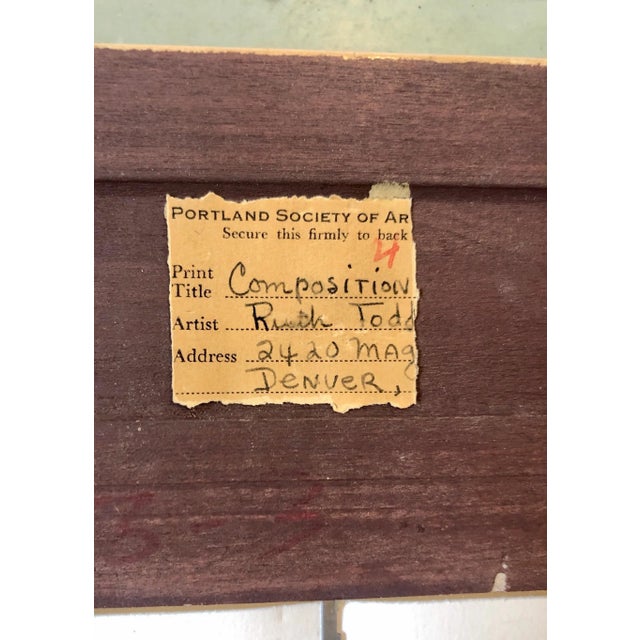 PORTLAND SOCIETY OF AR
Secure this firmly to back
4
Print Title Composition
Artist Ruth Todd
Address 2420 MAG
DENVER,